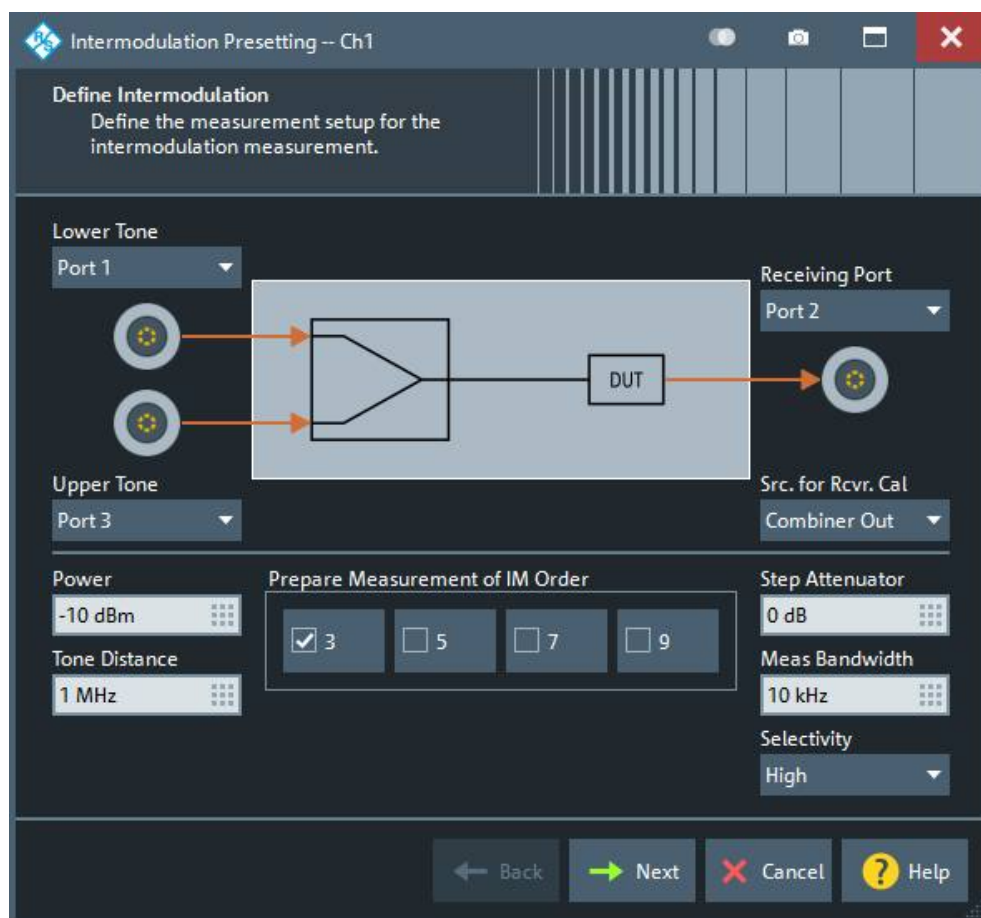 R/S
Intermodulation Presetting -- Ch1
Define Intermodulation
Define the measurement setup for the
intermodulation measurement.
Lower Tone
Port 1
Receiving Port
Port 2
DUT
Upper Tone
Port 3
Src. for Rcvr. Cal
Combiner Out
Power
-10 dBm
Prepare Measurement of IM Order
3
5
7
9
Step Attenuator
0 dB
Tone Distance
1 MHz
Meas Bandwidth
10 kHz
Selectivity
High
Back
Next
Cancel
? Help